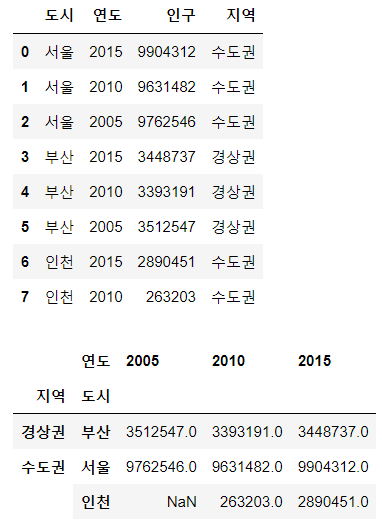 도시 연도 인구 지역
0 서울 2015 9904312 수도권
1 서울 2010 9631482 수도권
2 서울 2005 9762546 수도권
3 부산 2015 3448737 경상권
4 부산 2010 3393191 경상권
5 부산 2005 3512547 경상권
6 인천 2015 2890451 수도권
7 인천 2010 263203 수도권
연도 2005 2010 2015
지역 도시
경상권 부산 3512547.0 3393191.0 3448737.0
수도권 서울 9762546.0 9631482.0 9904312.0
인천 NaN 263203.0 2890451.0